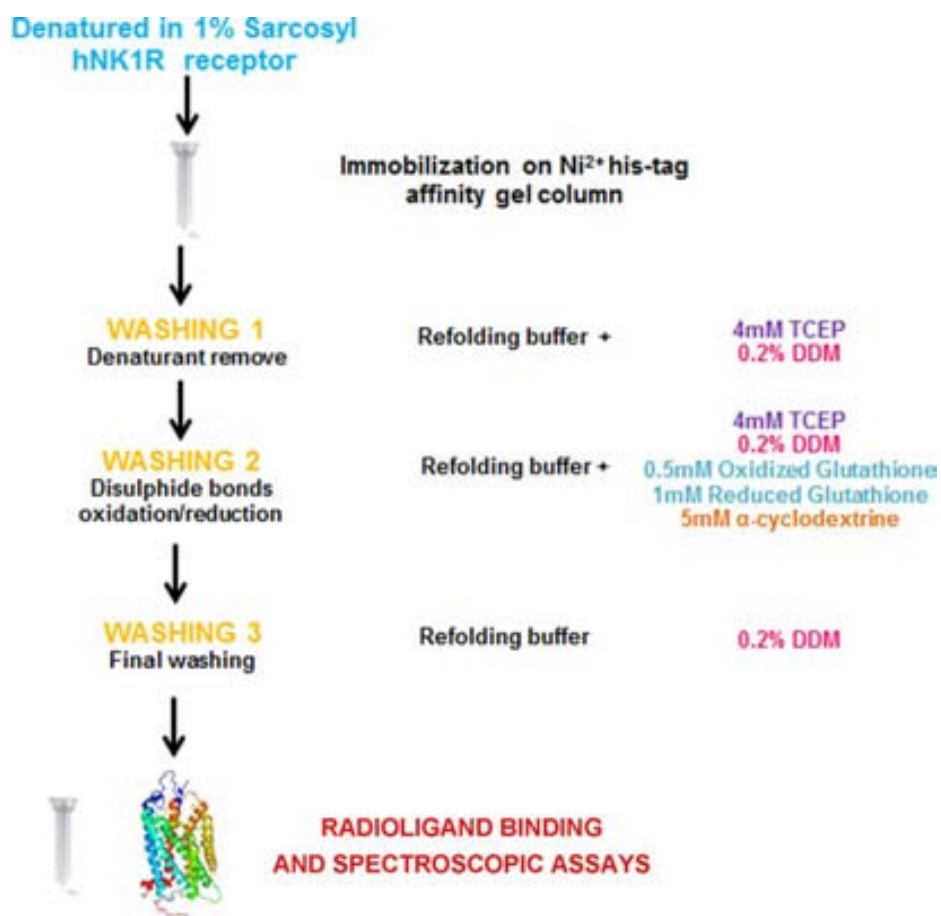 Denatured in 1% Sarcosyl
hNK1R receptor
Immobilization on Ni²⁺ his-tag
affinity gel column
WASHING 1
Denaturant remove
Refolding buffer +
4mM TCEP
0.2% DDM
WASHING 2
Disulphide bonds
oxidation/reduction
Refolding buffer +
4mM TCEP
0.2% DDM
0.5mM Oxidized Glutathione
1mM Reduced Glutathione
5mM α-cyclodextrine
WASHING 3
Final washing
Refolding buffer
0.2% DDM
RADIOLIGAND BINDING
AND SPECTROSCOPIC ASSAYS